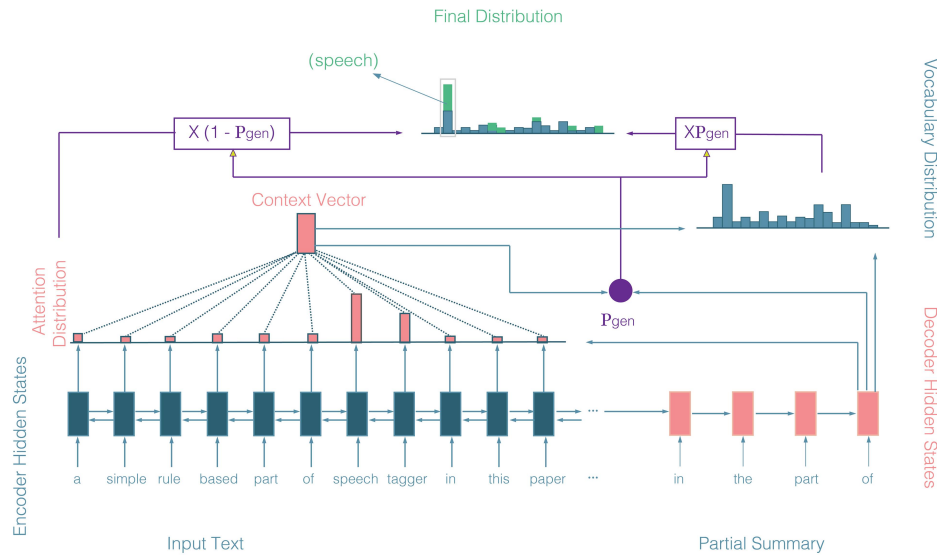 Final Distribution
(speech)
X (1 - Pgen)
XPgen
Vocabulary Distribution
Context Vector
Attention
Distribution
Pgen
Encoder Hidden States
Decoder Hidden States
...
a simple rule based part of speech tagger in this paper ... in the part of
Input Text
Partial Summary